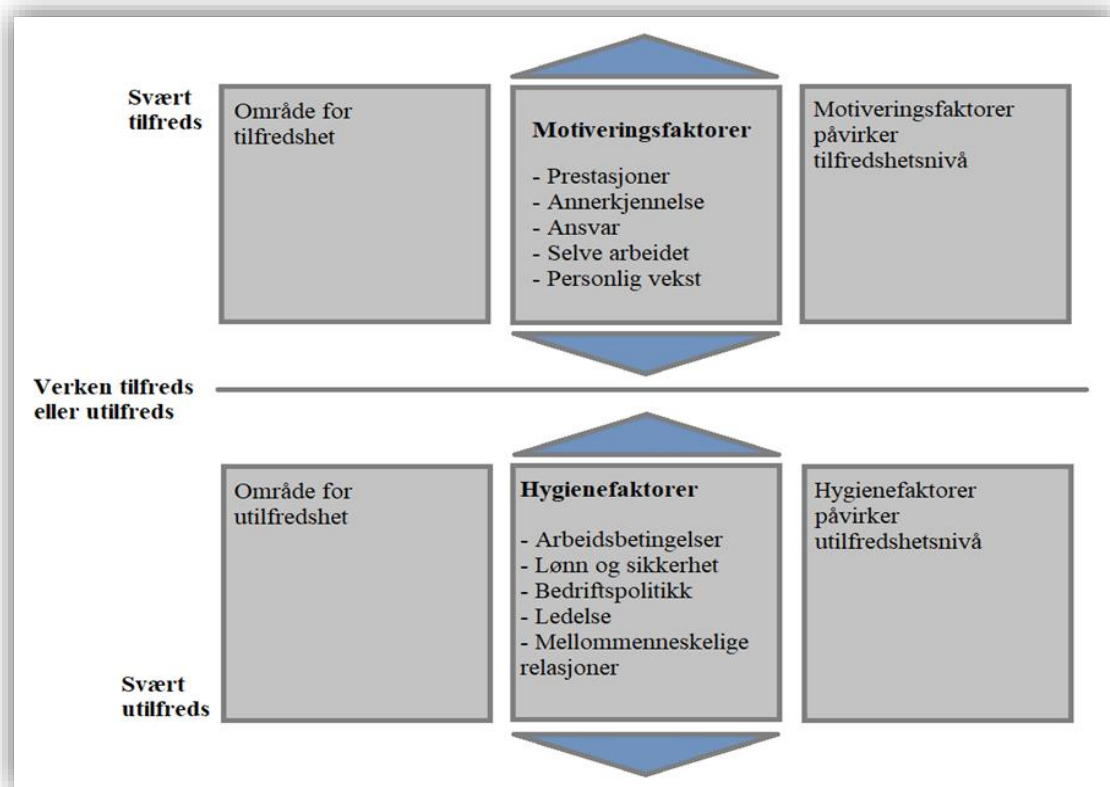 Svært
tilfreds
Område for
tilfredshet
Motiveringsfaktorer
- Prestasjoner
- Annerkjennelse
- Ansvar
- Selve arbeidet
- Personlig vekst
Motiveringsfaktorer
påvirker
tilfredshetsnivå
Verken tilfreds
eller utilfreds
Område for
utilfredshet
Hygienefaktorer
- Arbeidsbetingelser
- Lønn og sikkerhet
- Bedriftspolitikk
- Ledelse
- Mellommenneskelige
relasjoner
Hygienefaktorer
påvirker
utilfredshetsnivå
Svært
utilfreds